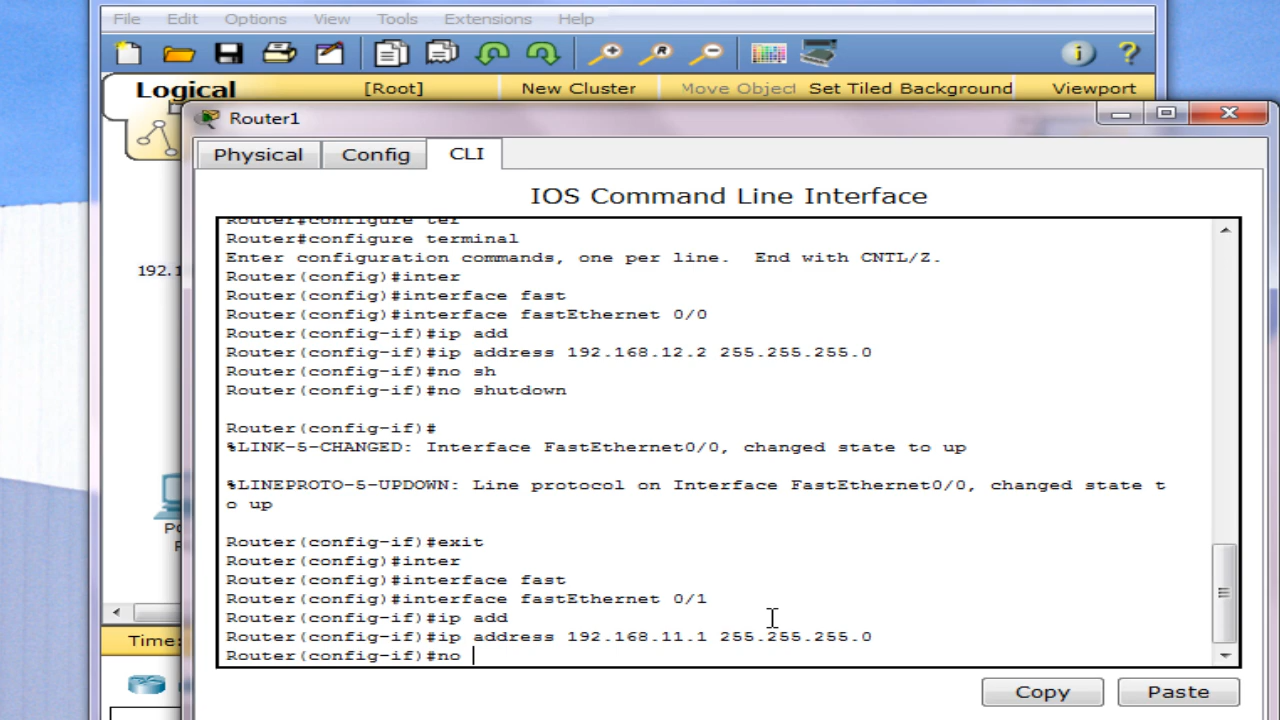 File Edit Options View Tools Extensions Help
Logical [Root] New Cluster Move Object Set Tiled Background Viewport
Router1
Physical Config CLI
IOS Command Line Interface
Router#configure ter
Router#configure terminal
Enter configuration commands, one per line.  End with CNTL/Z.
Router(config)#inter
Router(config)#interface fast
Router(config)#interface fastEthernet 0/0
Router(config-if)#ip add
Router(config-if)#ip address 192.168.12.2 255.255.255.0
Router(config-if)#no sh
Router(config-if)#no shutdown
Router(config-if)#
%LINK-5-CHANGED: Interface FastEthernet0/0, changed state to up
%LINEPROTO-5-UPDOWN: Line protocol on Interface FastEthernet0/0, changed state t
o up
Router(config-if)#exit
Router(config)#inter
Router(config)#interface fast
Router(config)#interface fastEthernet 0/1
Router(config-if)#ip add
Router(config-if)#ip address 192.168.11.1 255.255.255.0
Router(config-if)#no
192.1
Time:
Copy Paste